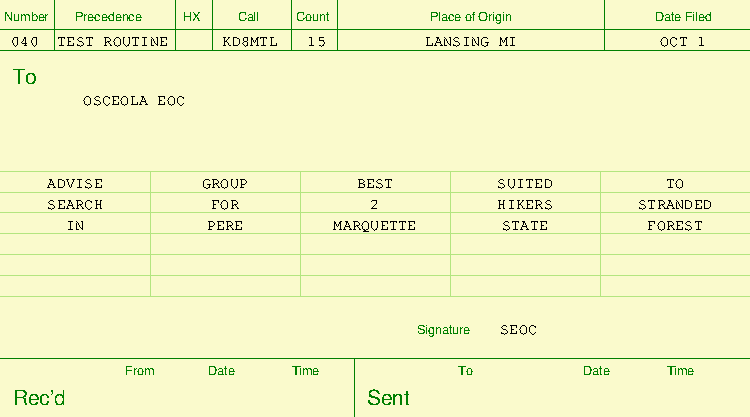 Number Precedence HX Call Count Place of Origin Date Filed
040 TEST ROUTINE KD8MTL 15 LANSING MI OCT 1
To
OSCEOLA EOC
ADVISE GROUP BEST SUITED TO
SEARCH FOR 2 HIKERS STRANDED
IN PERE MARQUETTE STATE FOREST
Signature SEOC
From Date Time To Date Time
Rec'd Sent